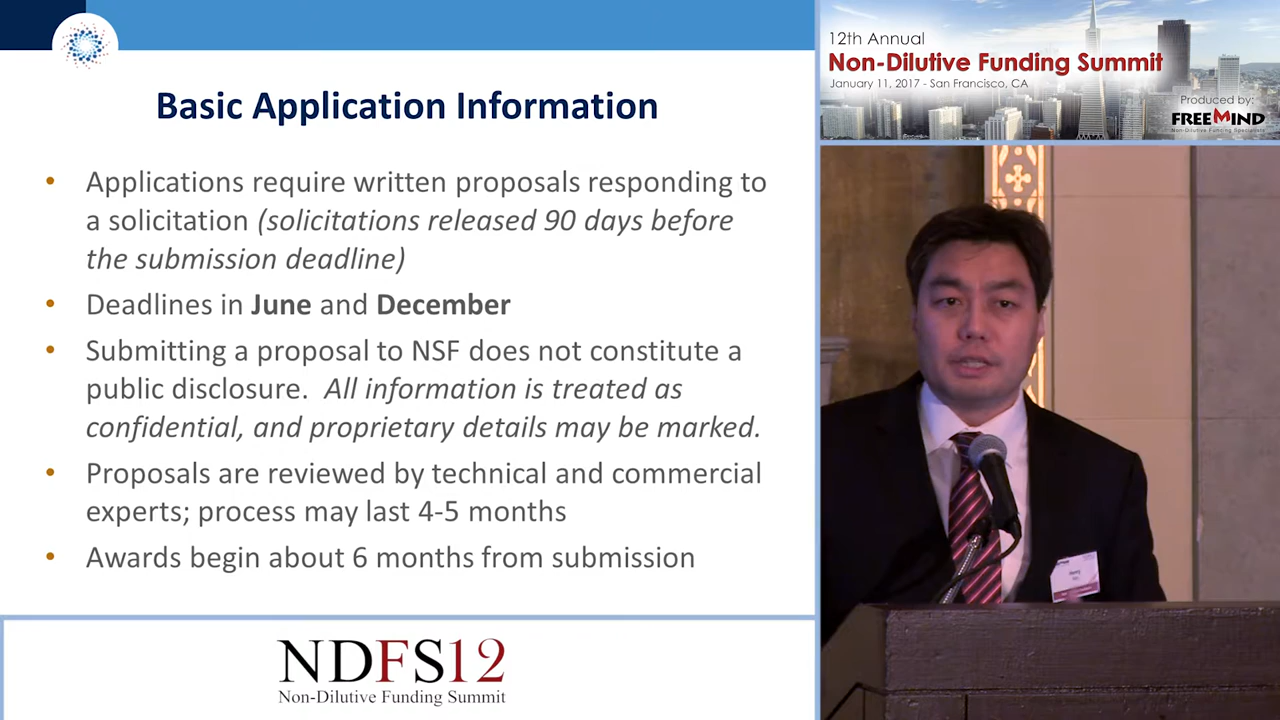 Basic Application Information
• Applications require written proposals responding to
a solicitation (solicitations released 90 days before
the submission deadline)
• Deadlines in June and December
• Submitting a proposal to NSF does not constitute a
public disclosure. All information is treated as
confidential, and proprietary details may be marked.
• Proposals are reviewed by technical and commercial
experts; process may last 4-5 months
• Awards begin about 6 months from submission
NDFS12
Non-Dilutive Funding Summit
12th Annual
Non-Dilutive Funding Summit
January 11, 2017 - San Francisco, CA
Produced by:
FREEMIND
Non-Dilutive Funding Specialists